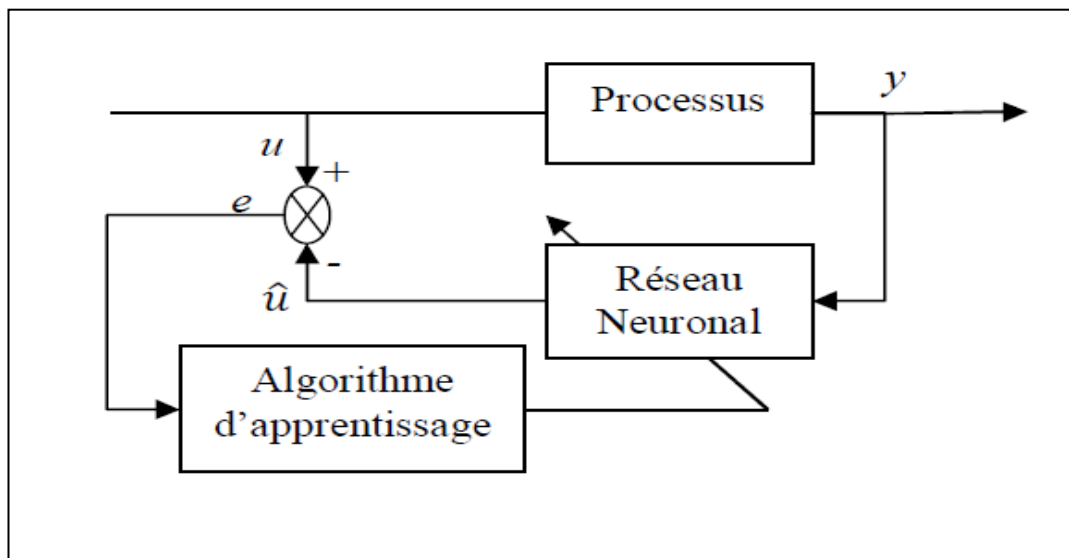 Processus
y
u
+
e
-
û
Réseau
Neuronal
Algorithme
d'apprentissage